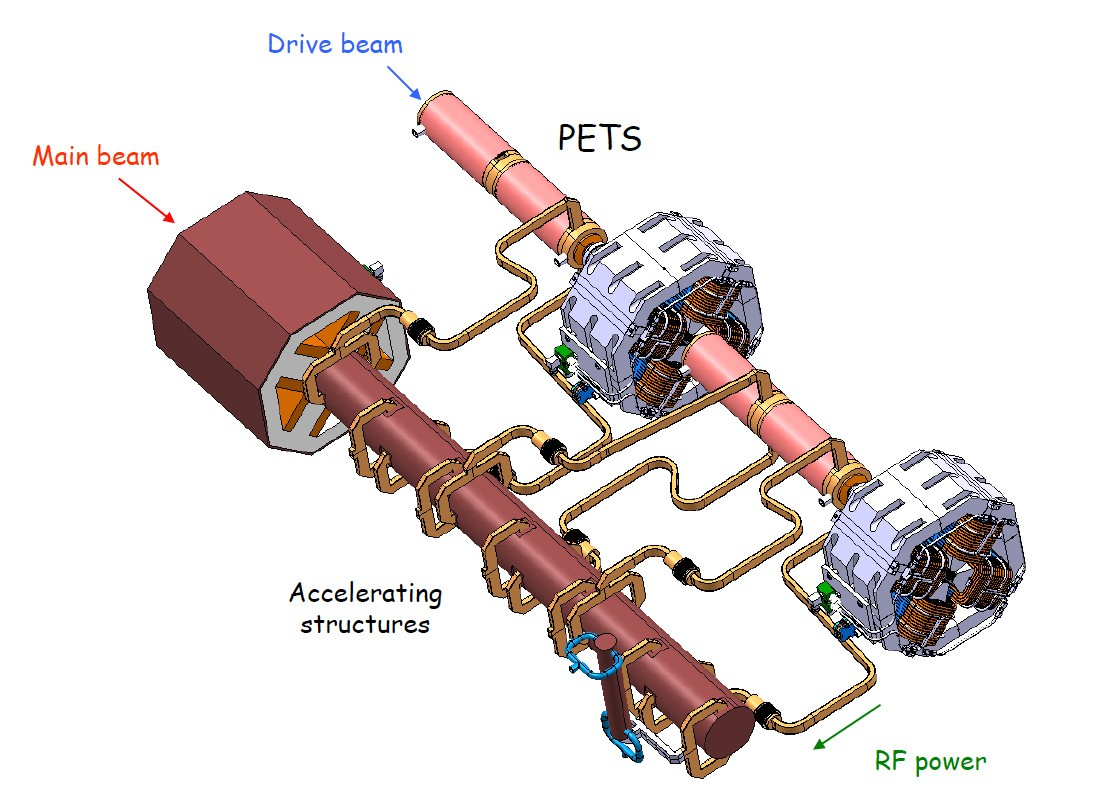 Drive beam
PETS
Main beam
Accelerating
structures
RF power